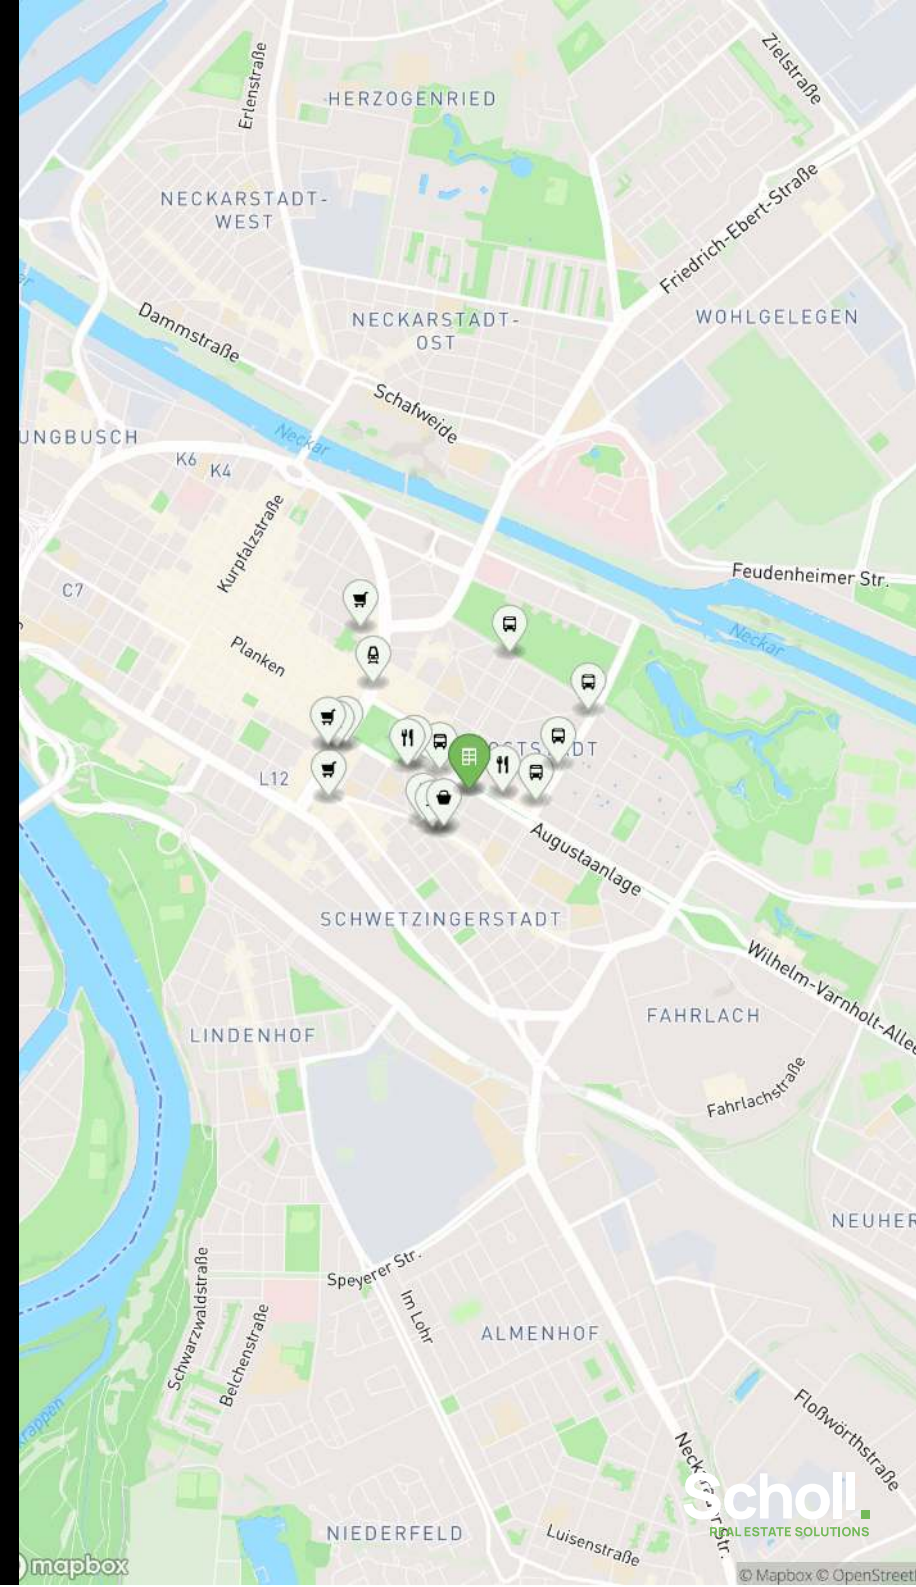 Zielstraße
Erlenstraße
HERZOGENRIED
Friedrich-Ebert-Straße
NECKARSTADT-
WEST
Dammstraße
NECKARSTADT-
OST
WOHLGELEGEN
Schafweide
Neckar
UNGBUSCH
K6
K4
Kurpfalzstraße
Feudenheimer Str.
C7
Neckar
Planken
OSTSTADT
L12
Augustaanlage
SCHWETZINGERSTADT
Wilhelm-Varnholt-Allee
FAHRLACH
LINDENHOF
Fahrlachstraße
NEUHER
Speyerer Str.
Schwarzwaldstraße
Im Lohr
Belchenstraße
ALMENHOF
Floßwörthstraße
Scholl.
REAL ESTATE SOLUTIONS
NIEDERFELD
Luisenstraße
mapbox
© Mapbox © OpenStreet